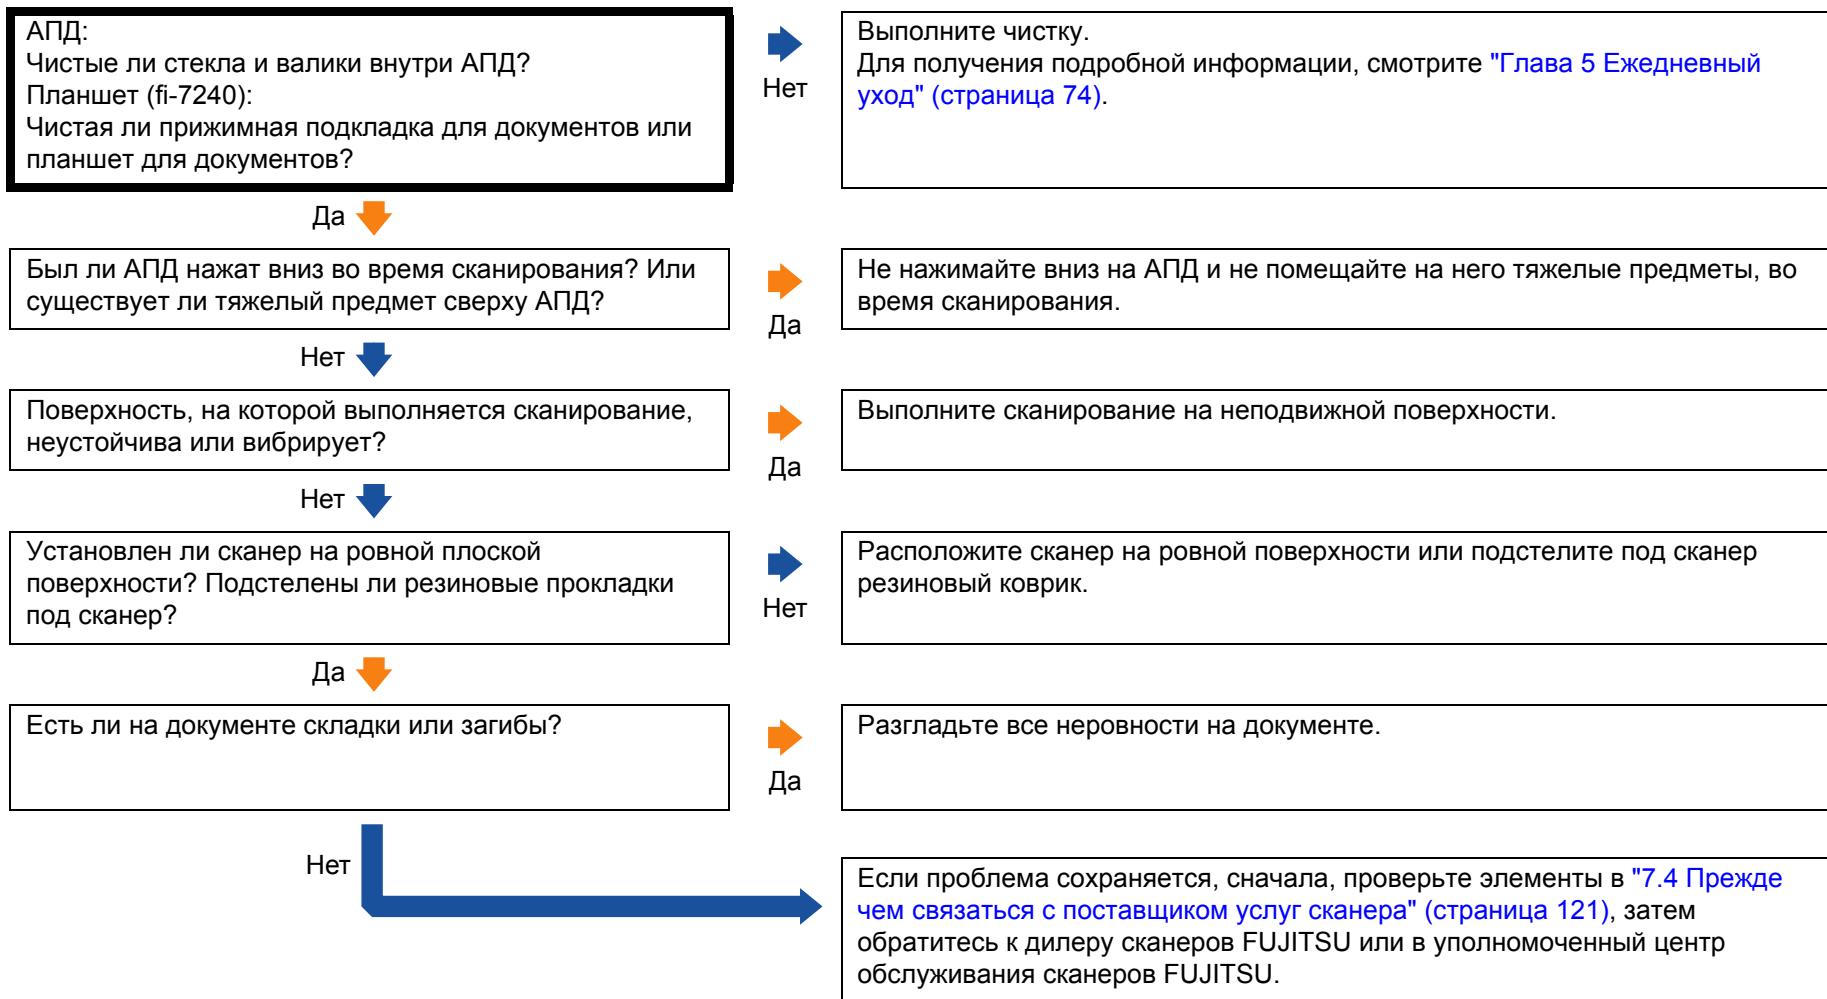 АПД:
Чистые ли стекла и валики внутри АПД?
Планшет (fi-7240):
Чистая ли прижимная подкладка для документов или
планшет для документов?
Нет
Выполните чистку.
Для получения подробной информации, смотрите "Глава 5 Ежедневный
уход" (страница 74).
Да
Был ли АПД нажат вниз во время сканирования? Или
существует ли тяжелый предмет сверху АПД?
Да
Не нажимайте вниз на АПД и не помещайте на него тяжелые предметы, во
время сканирования.
Нет
Поверхность, на которой выполняется сканирование,
неустойчива или вибрирует?
Да
Выполните сканирование на неподвижной поверхности.
Нет
Установлен ли сканер на ровной плоской
поверхности? Подстелены ли резиновые прокладки
под сканер?
Нет
Расположите сканер на ровной поверхности или подстелите под сканер
резиновый коврик.
Да
Есть ли на документе складки или загибы?
Да
Разгладьте все неровности на документе.
Нет
Если проблема сохраняется, сначала, проверьте элементы в "7.4 Прежде
чем связаться с поставщиком услуг сканера" (страница 121), затем
обратитесь к дилеру сканеров FUJITSU или в уполномоченный центр
обслуживания сканеров FUJITSU.